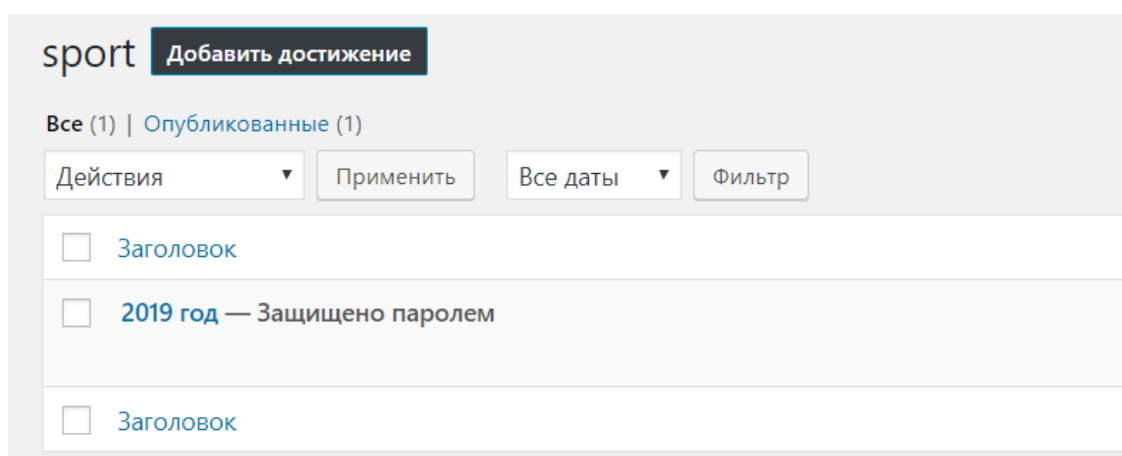 sport Добавить достижение
Все (1) | Опубликованные (1)
Действия Применить Все даты Фильтр
Заголовок
2019 год — Защищено паролем
Заголовок